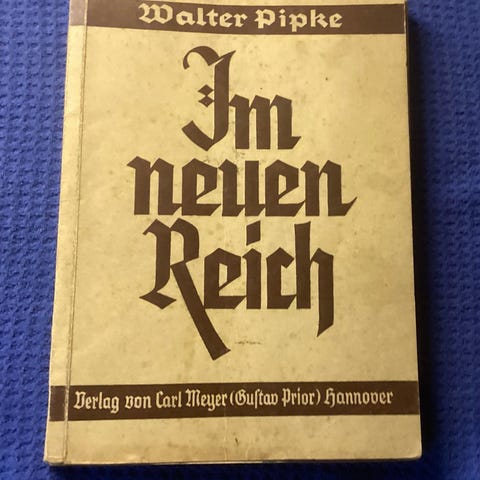 Walter Pipke
Im
neuen
Reich
Verlag von Carl Meyer (Gustav Prior) Hannover